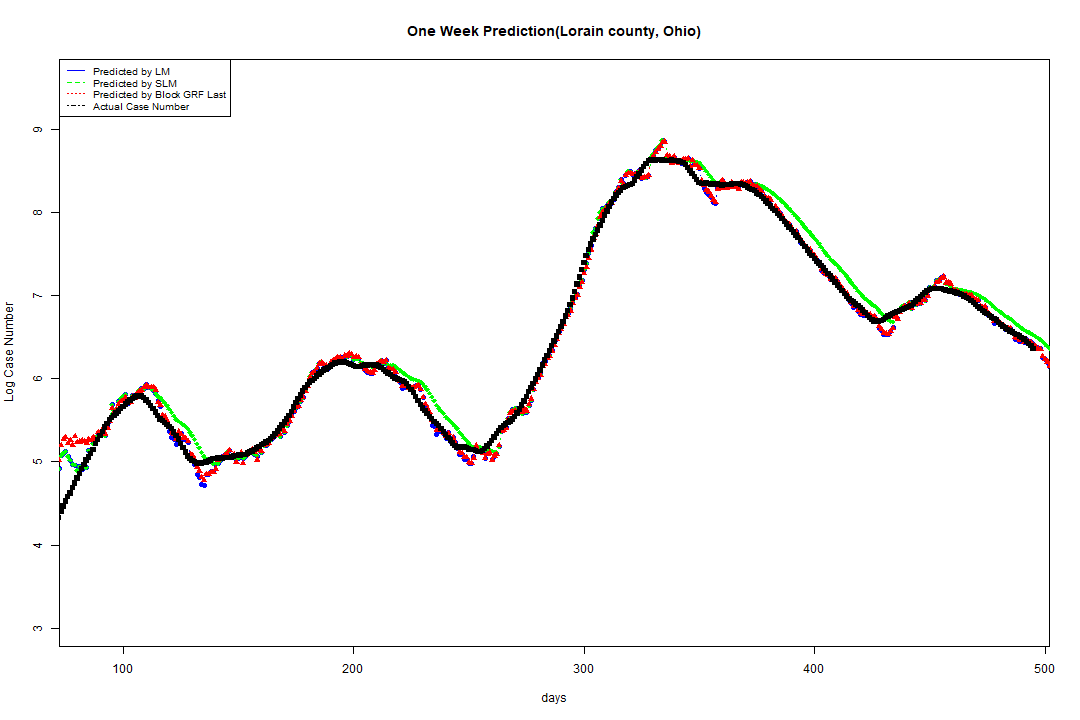 One Week Prediction(Lorain county, Ohio)
Predicted by LM
Predicted by SLM
Predicted by Block GRF Last
Actual Case Number
Log Case Number
9
8
7
6
5
4
3
100 200 300 400 500
days